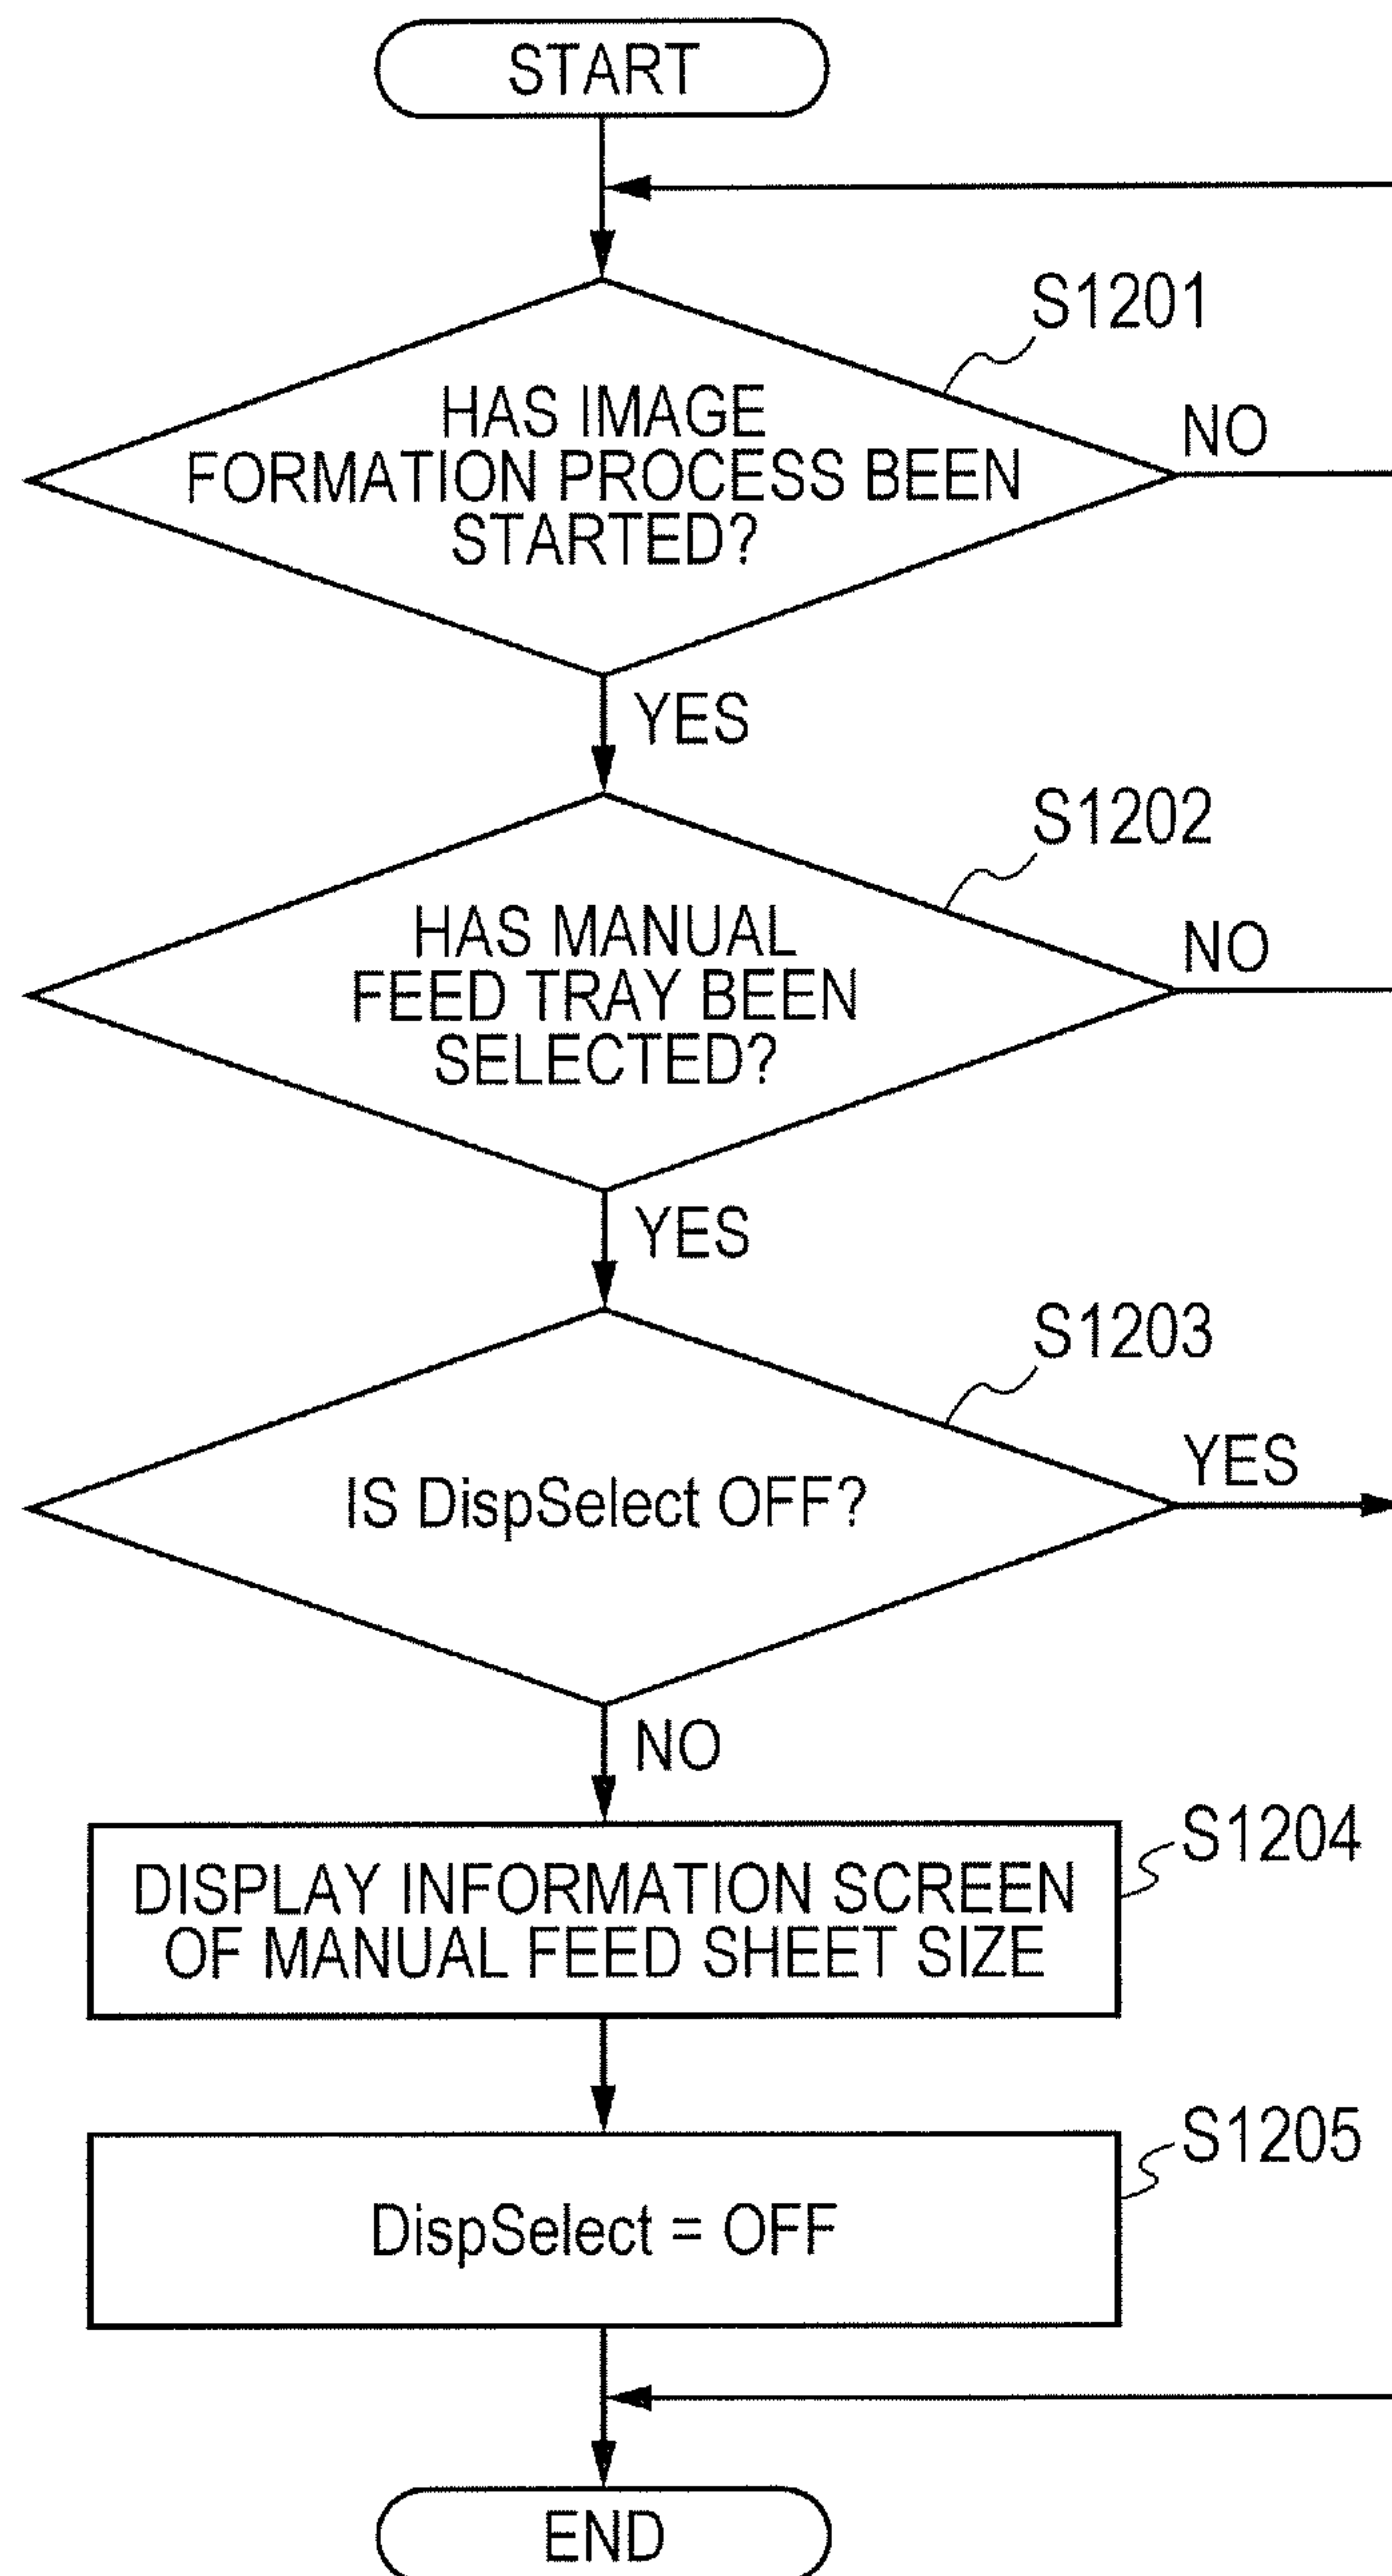 START
S1201
HAS IMAGE
FORMATION PROCESS BEEN
STARTED?
NO
YES
S1202
HAS MANUAL
FEED TRAY BEEN
SELECTED?
NO
YES
S1203
IS DispSelect OFF?
YES
NO
S1204
DISPLAY INFORMATION SCREEN
OF MANUAL FEED SHEET SIZE
S1205
DispSelect = OFF
END